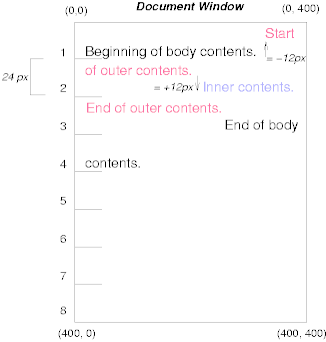 Document Window
(0,0) (0, 400)
Start
1 Beginning of body contents. = −12px
of outer contents.
24 px
2 = +12px Inner contents.
End of outer contents.
3 End of body
4 contents.
5
6
7
8
(400, 0) (400, 400)